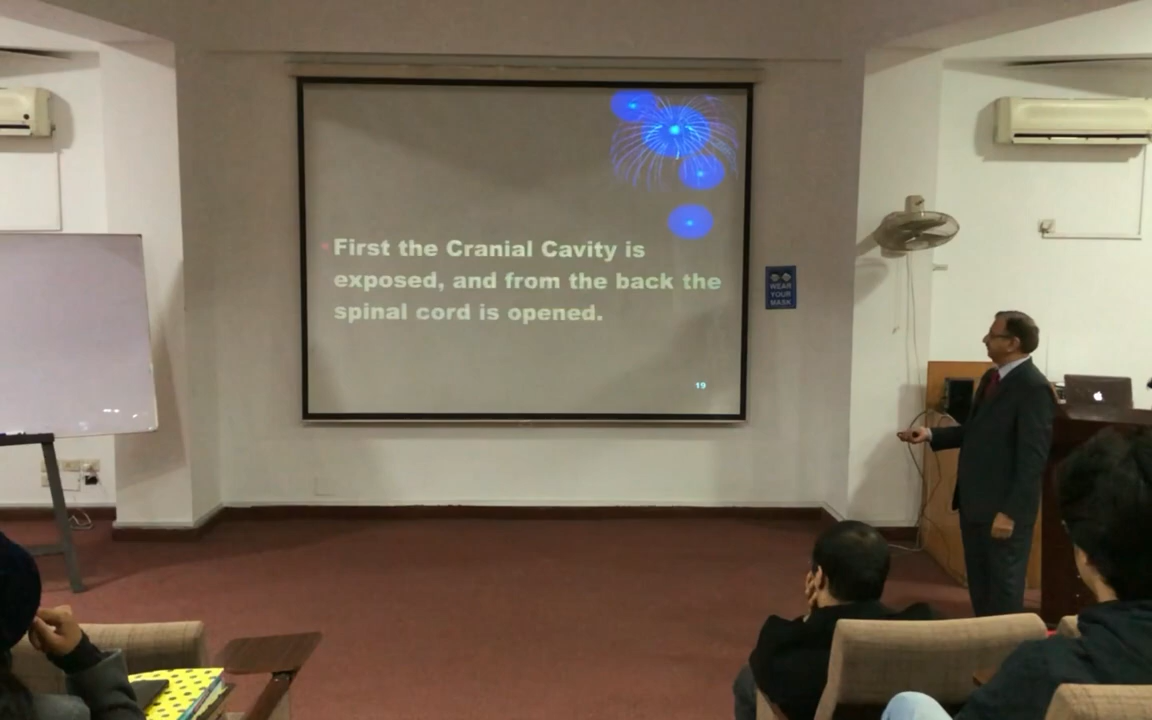 First the Cranial Cavity is
exposed, and from the back the
spinal cord is opened.
19
WEAR
YOUR
MASK